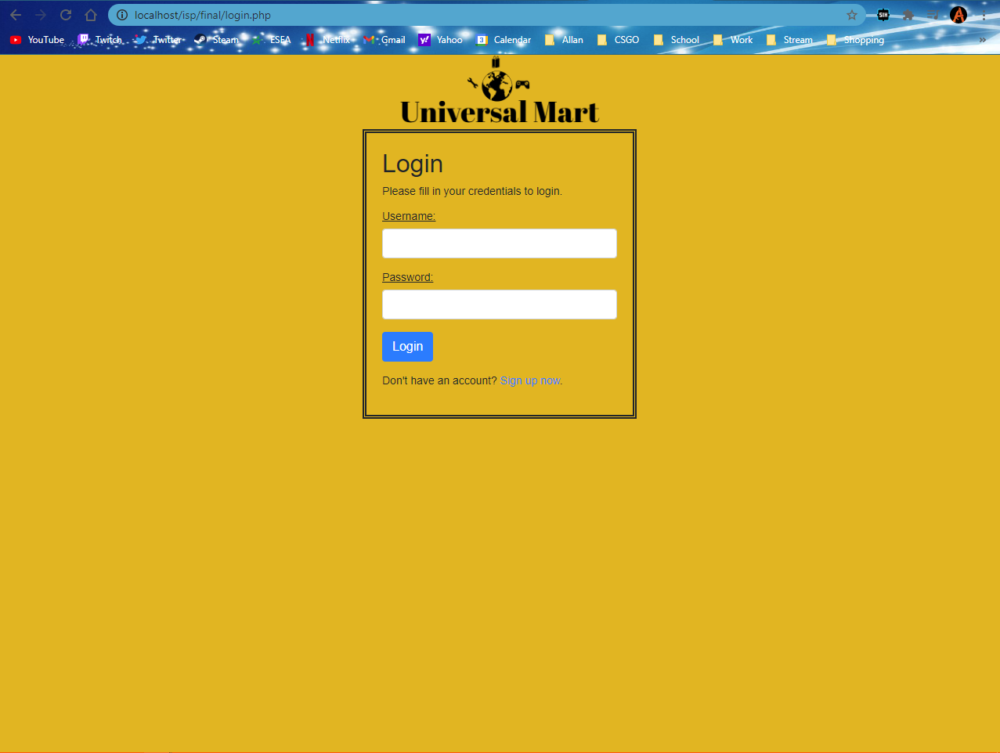 localhost/isp/final/login.php
SIH
YouTube Twitch Twitter Steam ESEA Netflix Gmail Yahoo 3 Calendar Allan CSGO School Work Stream Shopping »
Universal Mart
Login
Please fill in your credentials to login.
Username:
Password:
Login
Don't have an account? Sign up now.